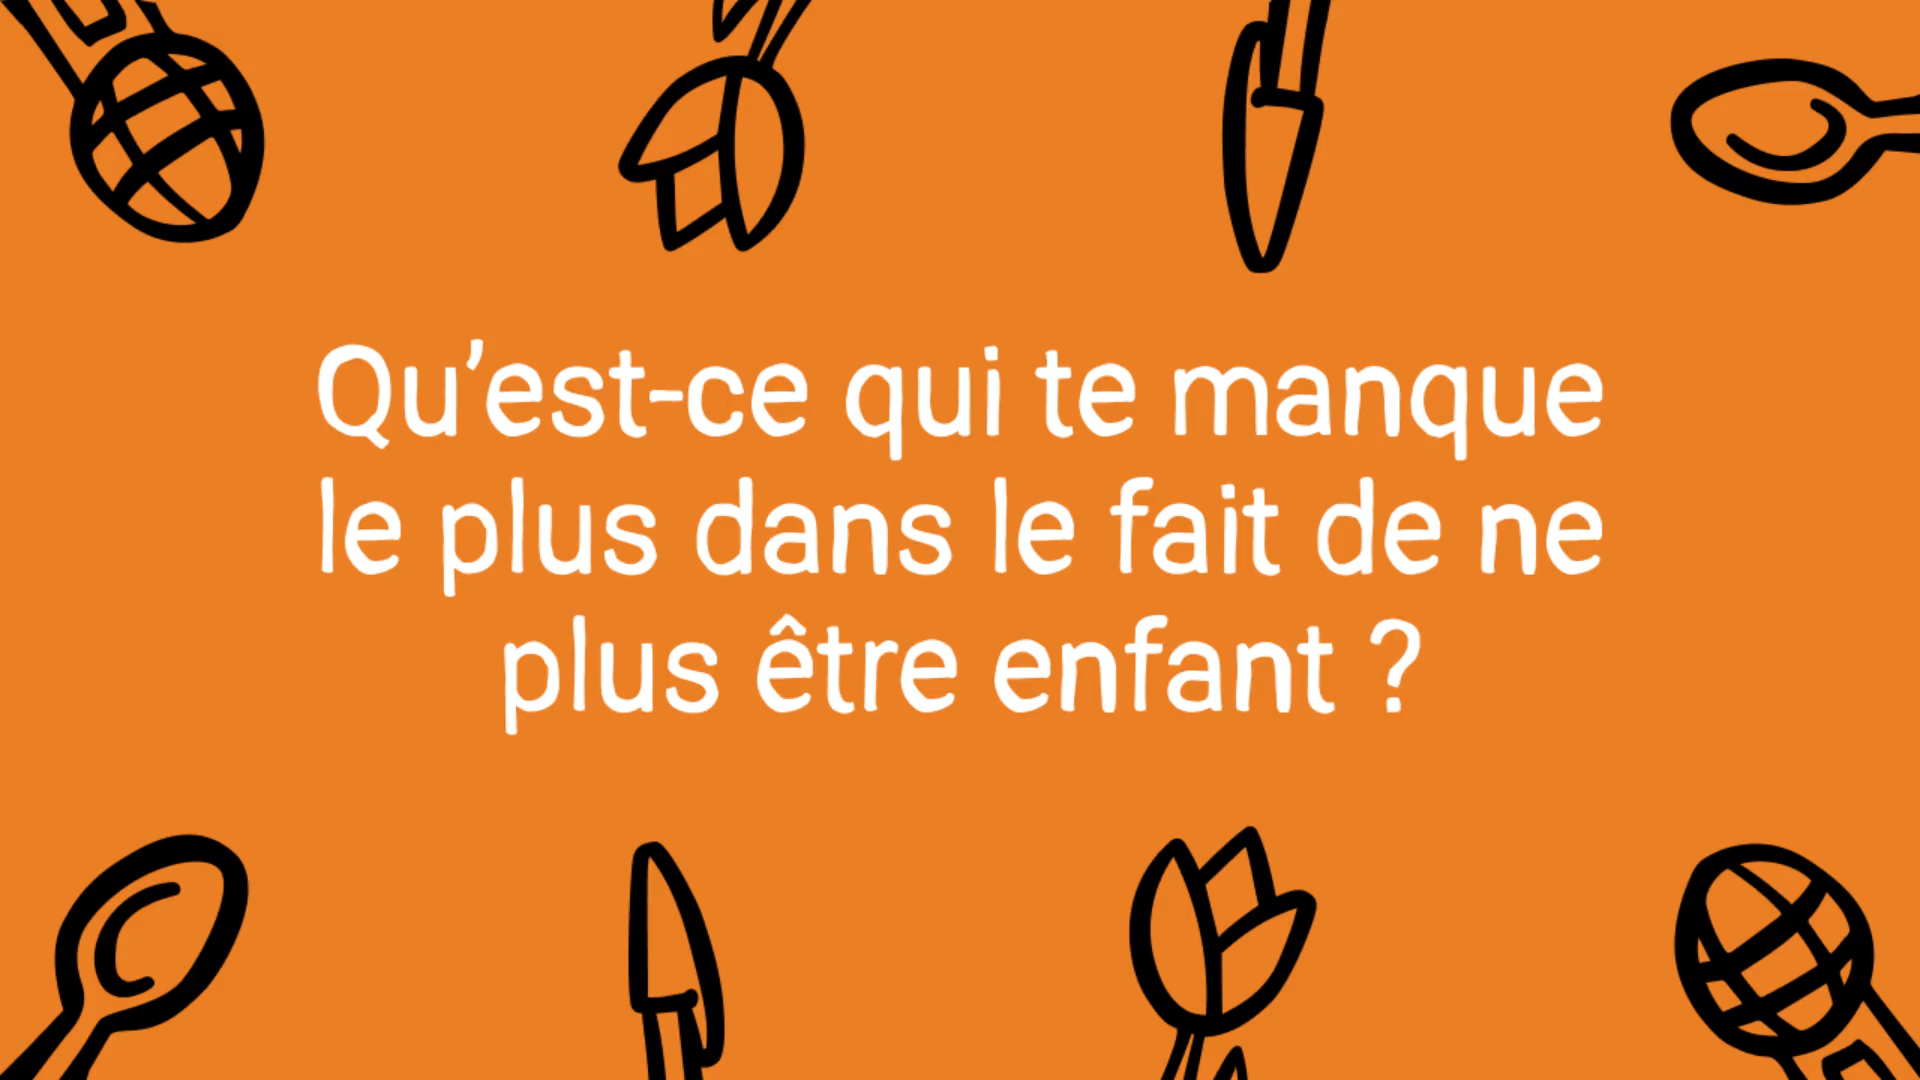 Qu’est-ce qui te manque
le plus dans le fait de ne
plus être enfant ?